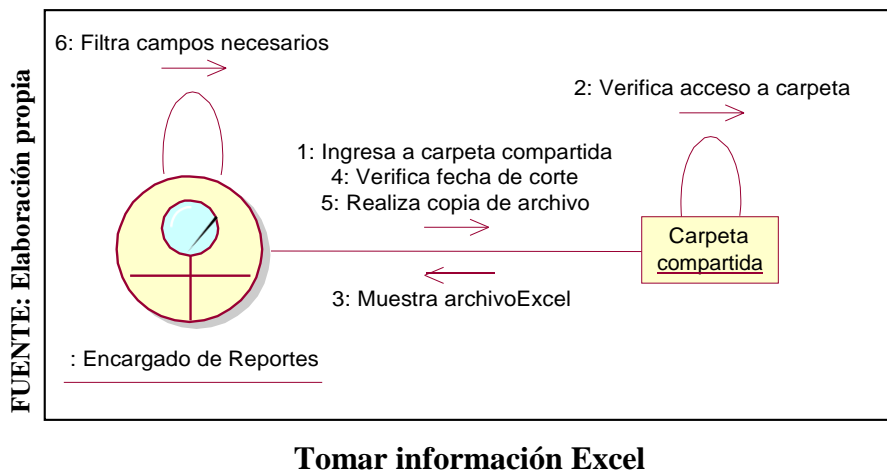 6: Filtra campos necesarios
2: Verifica acceso a carpeta
1: Ingresa a carpeta compartida
4: Verifica fecha de corte
5: Realiza copia de archivo
Carpeta
compartida
3: Muestra archivoExcel
: Encargado de Reportes
FUENTE: Elaboración propia
Tomar información Excel